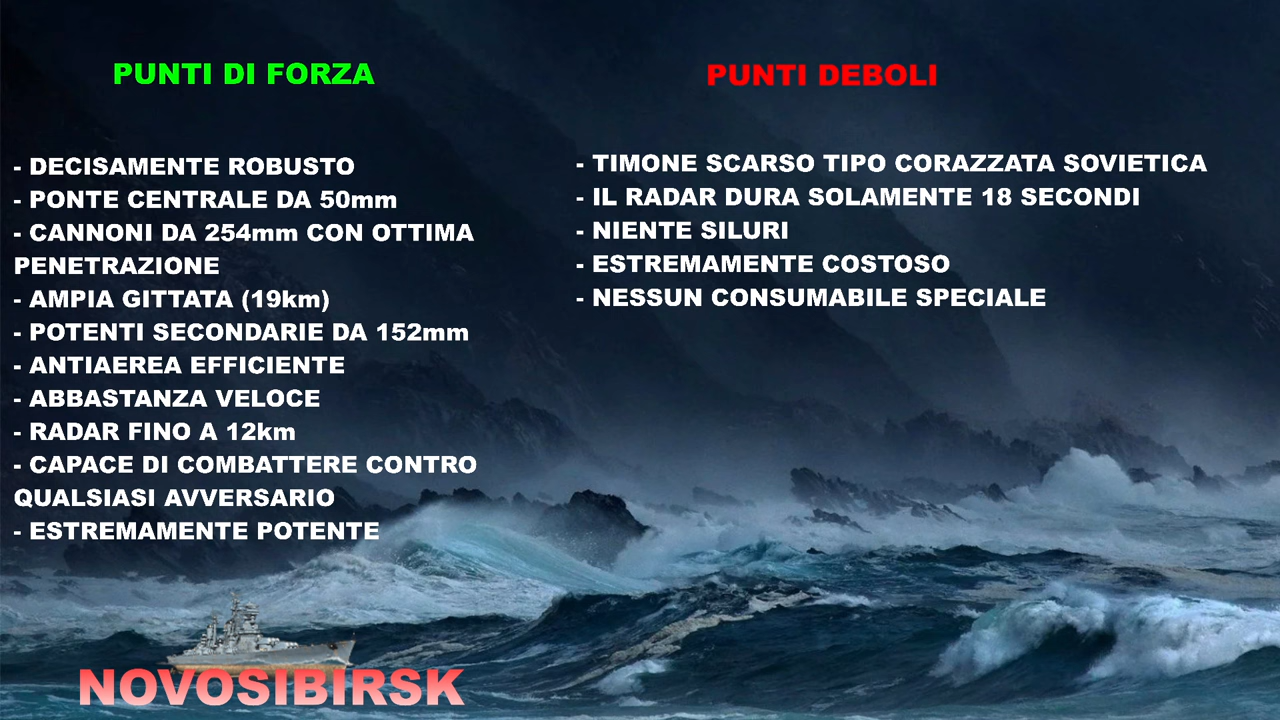 PUNTI DI FORZA
- DECISAMENTE ROBUSTO
- PONTE CENTRALE DA 50mm
- CANNONI DA 254mm CON OTTIMA
PENETRAZIONE
- AMPIA GITTATA (19km)
- POTENTI SECONDARIE DA 152mm
- ANTIAEREA EFFICIENTE
- ABBASTANZA VELOCE
- RADAR FINO A 12km
- CAPACE DI COMBATTERE CONTRO
QUALSIASI AVVERSARIO
- ESTREMAMENTE POTENTE
PUNTI DEBOLI
- TIMONE SCARSO TIPO CORAZZATA SOVIETICA
- IL RADAR DURA SOLAMENTE 18 SECONDI
- NIENTE SILURI
- ESTREMAMENTE COSTOSO
- NESSUN CONSUMABILE SPECIALE
NOVOSIBIRSK